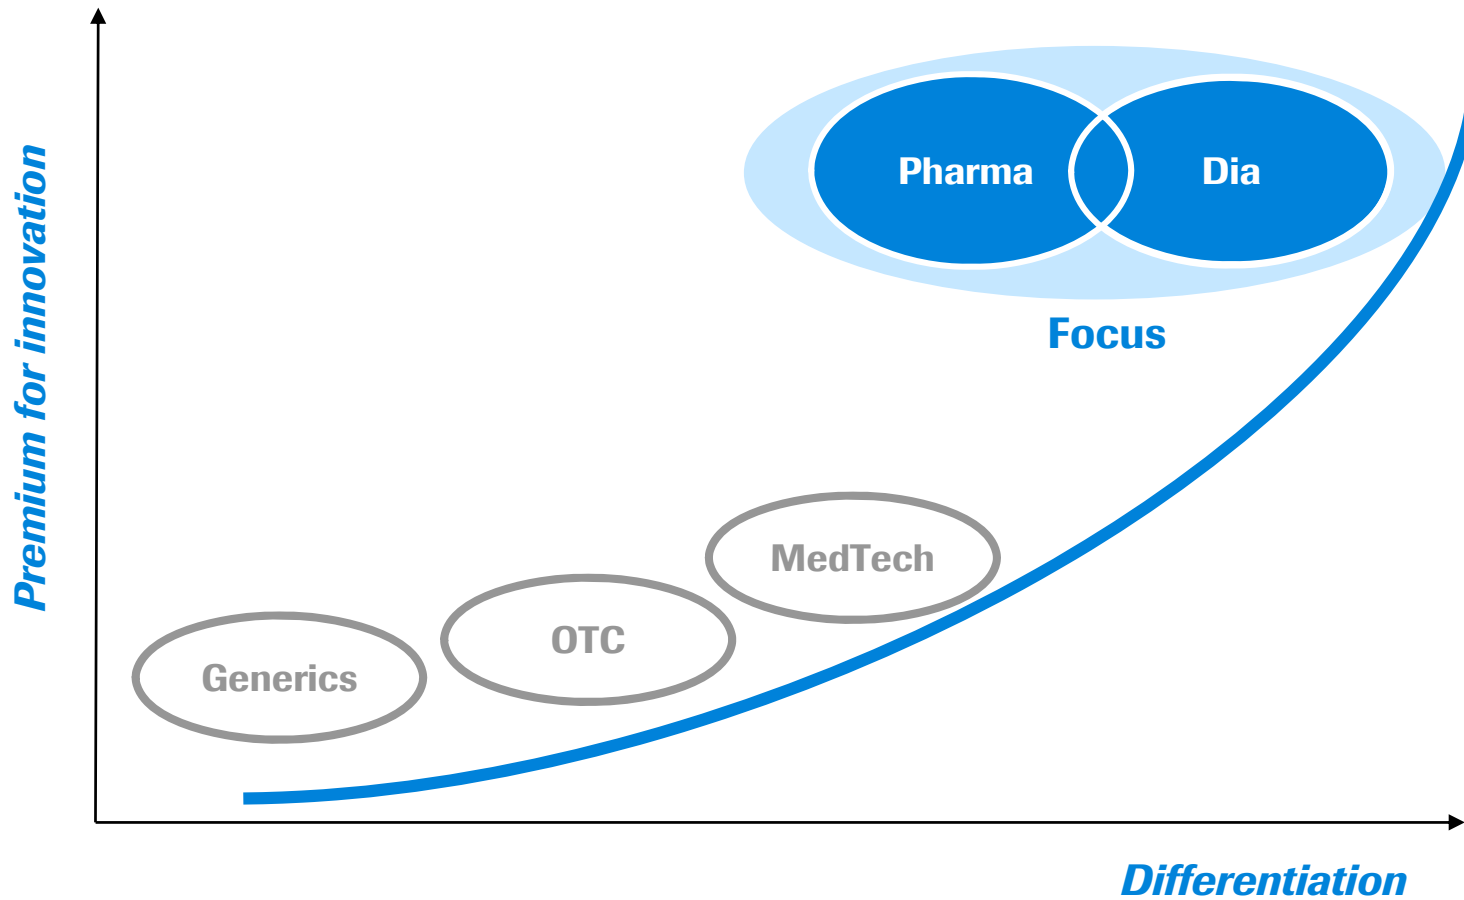 Premium for innovation
Pharma
Dia
Focus
MedTech
OTC
Generics
Differentiation